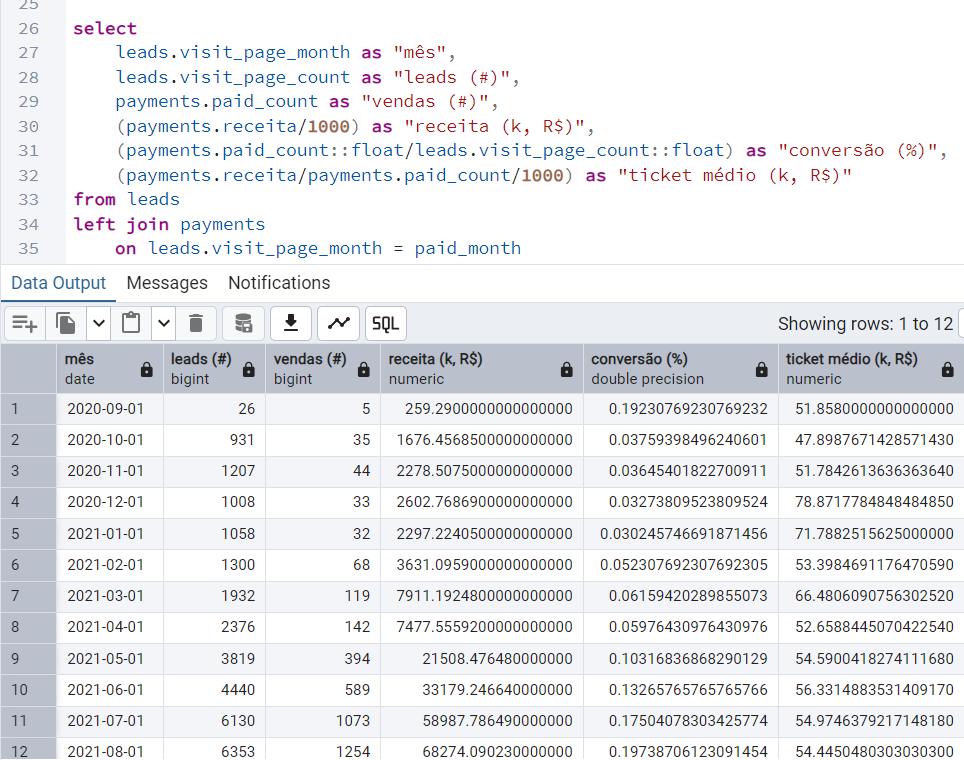 25
26 select
27 leads.visit_page_month as "mês",
28 leads.visit_page_count as "leads (#)",
29 payments.paid_count as "vendas (#)",
30 (payments.receita/1000) as "receita (k, R$)",
31 (payments.paid_count::float/leads.visit_page_count::float) as "conversão (%)",
32 (payments.receita/payments.paid_count/1000) as "ticket médio (k, R$)"
33 from leads
34 left join payments
35 on leads.visit_page_month = paid_month
Data Output Messages Notifications
SQL Showing rows: 1 to 12
mês leads (#) vendas (#) receita (k, R$) conversão (%) ticket médio (k, R$)
date bigint bigint numeric double precision numeric
1 2020-09-01 26 5 259.2900000000000000 0.19230769230769232 51.8580000000000000
2 2020-10-01 931 35 1676.4568500000000000 0.03759398496240601 47.8987671428571430
3 2020-11-01 1207 44 2278.5075000000000000 0.03645401822700911 51.7842613636363640
4 2020-12-01 1008 33 2602.7686900000000000 0.03273809523809524 78.8717784848484850
5 2021-01-01 1058 32 2297.2240500000000000 0.030245746691871456 71.7882515625000000
6 2021-02-01 1300 68 3631.0959000000000000 0.052307692307692305 53.3984691176470590
7 2021-03-01 1932 119 7911.1924800000000000 0.06159420289855073 66.4806090756302520
8 2021-04-01 2376 142 7477.5559200000000000 0.05976430976430976 52.6588445070422540
9 2021-05-01 3819 394 21508.476480000000 0.10316836868290129 54.5900418274111680
10 2021-06-01 4440 589 33179.246640000000 0.13265765765765766 56.3314883531409170
11 2021-07-01 6130 1073 58987.786490000000 0.17504078303425774 54.9746379217148180
12 2021-08-01 6353 1254 68274.090230000000 0.19738706123091454 54.4450480303030300